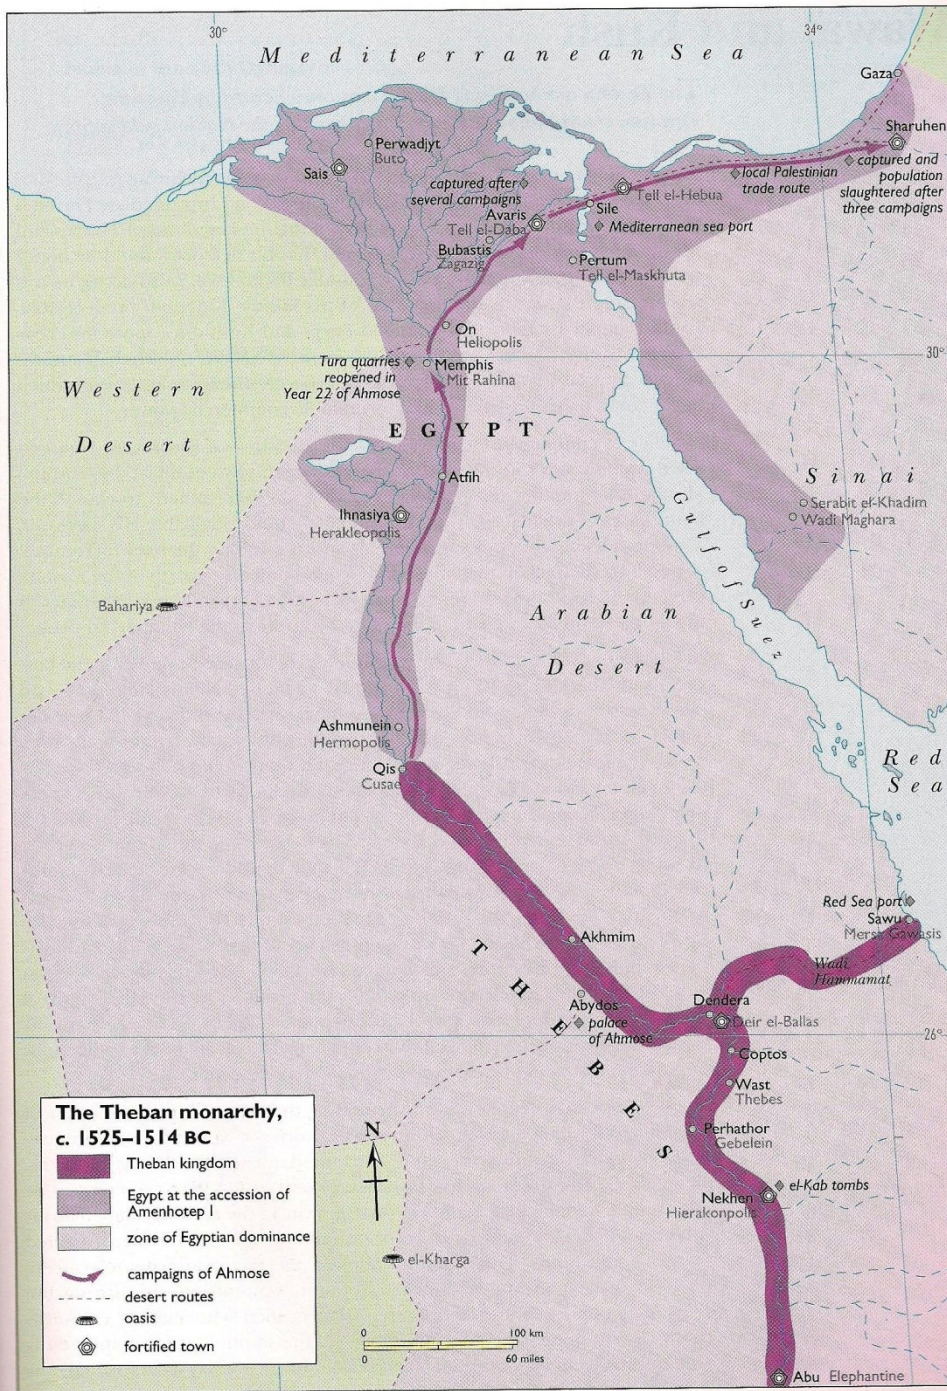 30°
34°
Mediterranean Sea
Gaza
Sharuhen
Perwadjyt
Buto
Sais
captured after
several campaigns
local Palestinian
trade route
captured and
population
slaughtered after
three campaigns
Tell el-Hebua
Avaris
Tell el-Daba
Sile
Mediterranean sea port
Bubastis
Zagazig
Pertum
Tell el-Maskhuta
On
Heliopolis
30°
Tura quarries
reopened in
Year 22 of Ahmose
Memphis
Mit Rahina
Western
Desert
EGYPT
Atfih
Sinai
Serabit el-Khadim
Wadi Maghara
Ihnasiya
Herakleopolis
Gulf of Suez
Bahariya
Arabian
Desert
Ashmunein
Hermopolis
Qis
Cusae
Red
Sea
Red Sea port
Sawu
Mersa Gawasis
Akhmim
Wadi
Hammamat
THEBES
Abydos
palace
of Ahmose
Dendera
Deir el-Ballas
26°
Coptos
Wast
Thebes
Perhathor
Gebelein
el-Kab tombs
Nekhen
Hierakonpolis
el-Kharga
Abu Elephantine
The Theban monarchy,
c. 1525–1514 BC
Theban kingdom
Egypt at the accession of
Amenhotep I
zone of Egyptian dominance
campaigns of Ahmose
desert routes
oasis
fortified town
N
0 100 km
0 60 miles